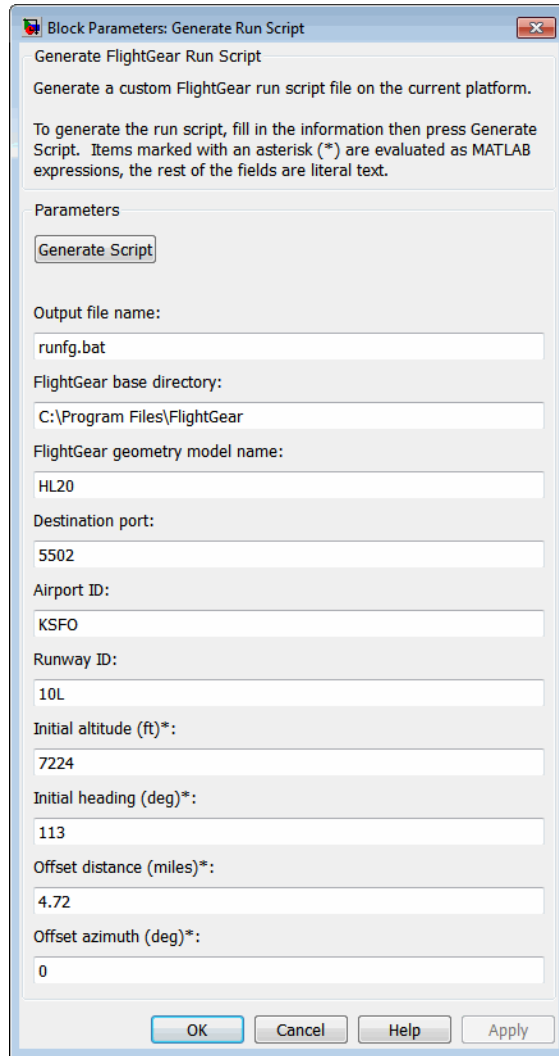 Block Parameters: Generate Run Script
Generate FlightGear Run Script
Generate a custom FlightGear run script file on the current platform.
To generate the run script, fill in the information then press Generate
Script. Items marked with an asterisk (*) are evaluated as MATLAB
expressions, the rest of the fields are literal text.
Parameters
Generate Script
Output file name:
runfg.bat
FlightGear base directory:
C:\Program Files\FlightGear
FlightGear geometry model name:
HL20
Destination port:
5502
Airport ID:
KSFO
Runway ID:
10L
Initial altitude (ft)*:
7224
Initial heading (deg)*:
113
Offset distance (miles)*:
4.72
Offset azimuth (deg)*:
0
OK Cancel Help Apply